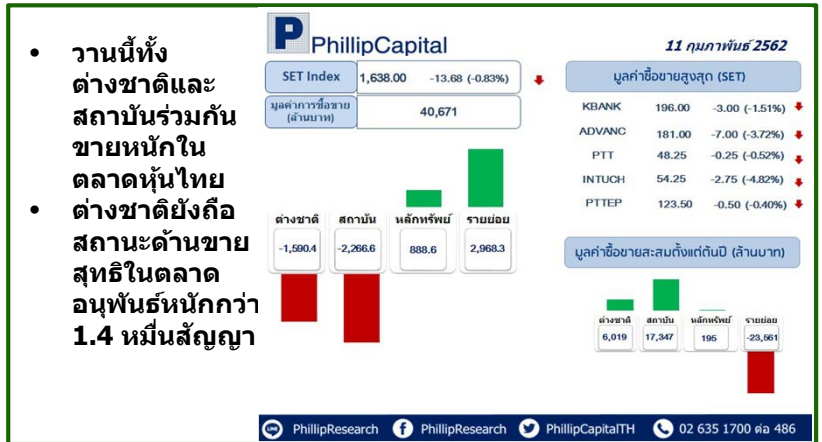 • วานนี้ทั้ง
ต่างชาติและ
สถาบันร่วมกัน
ขายหนักใน
ตลาดหุ้นไทย
• ต่างชาติยังถือ
สถานะด้านขาย
สุทธิในตลาด
อนุพันธ์หนักกว่า
1.4 หมื่นสัญญา
P PhillipCapital
11 กุมภาพันธ์ 2562
SET Index 1,638.00 -13.68 (-0.83%)
มูลค่าการซื้อขาย
(ล้านบาท) 40,671
ต่างชาติ สถาบัน หลักทรัพย์ รายย่อย
-1,590.4 -2,266.6 888.6 2,968.3
มูลค่าซื้อขายสูงสุด (SET)
KBANK 196.00 -3.00 (-1.51%)
ADVANC 181.00 -7.00 (-3.72%)
PTT 48.25 -0.25 (-0.52%)
INTUCH 54.25 -2.75 (-4.82%)
PTTEP 123.50 -0.50 (-0.40%)
มูลค่าซื้อขายสะสมตั้งแต่ต้นปี (ล้านบาท)
ต่างชาติ สถาบัน หลักทรัพย์ รายย่อย
6,019 17,347 195 -23,561
LINE PhillipResearch f PhillipResearch PhillipCapitalTH 02 635 1700 ต่อ 486